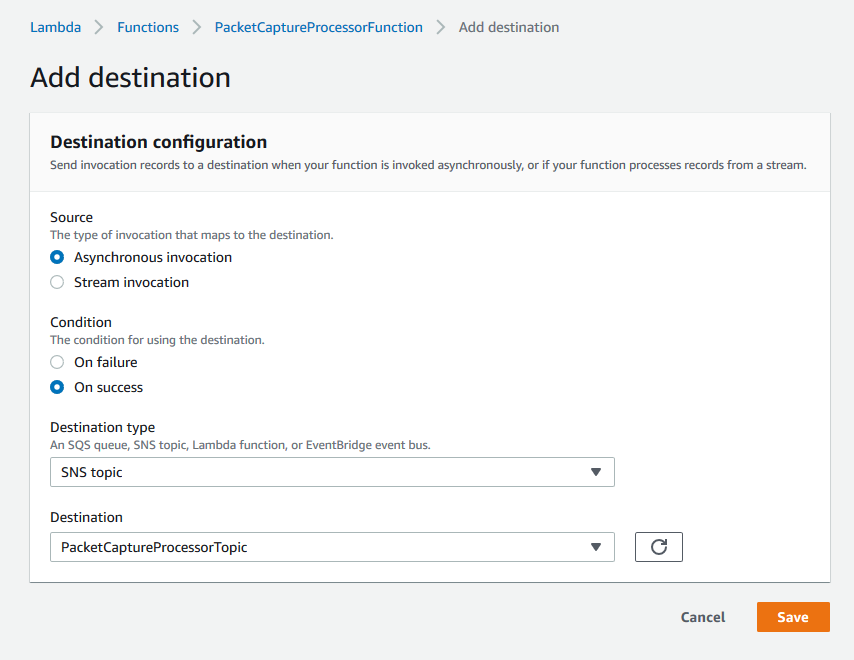 Lambda > Functions > PacketCaptureProcessorFunction > Add destination
Add destination
Destination configuration
Send invocation records to a destination when your function is invoked asynchronously, or if your function processes records from a stream.
Source
The type of invocation that maps to the destination.
Asynchronous invocation
Stream invocation
Condition
The condition for using the destination.
On failure
On success
Destination type
An SQS queue, SNS topic, Lambda function, or EventBridge event bus.
SNS topic
Destination
PacketCaptureProcessorTopic
Cancel Save